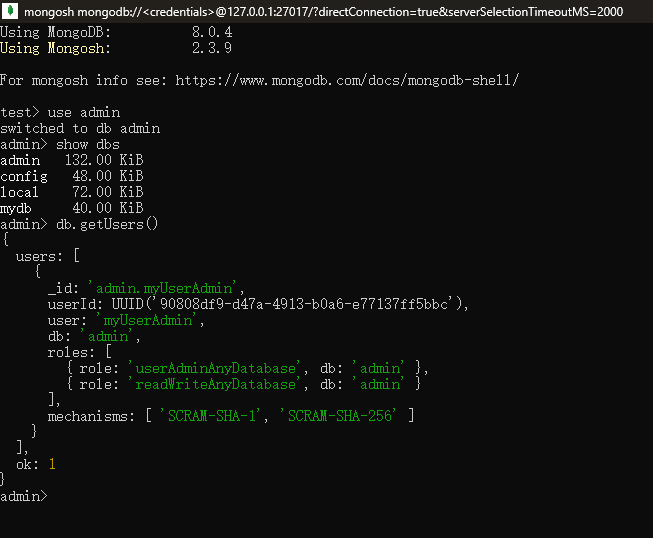 mongosh mongodb://<credentials>@127.0.0.1:27017/?directConnection=true&serverSelectionTimeoutMS=2000
Using MongoDB:          8.0.4
Using Mongosh:          2.3.9
For mongosh info see: https://www.mongodb.com/docs/mongodb-shell/
test> use admin
switched to db admin
admin> show dbs
admin   132.00 KiB
config   48.00 KiB
local    72.00 KiB
mydb     40.00 KiB
admin> db.getUsers()
{
  users: [
    {
      _id: 'admin.myUserAdmin',
      userId: UUID('90808df9-d47a-4913-b0a6-e77137ff5bbc'),
      user: 'myUserAdmin',
      db: 'admin',
      roles: [
        { role: 'userAdminAnyDatabase', db: 'admin' },
        { role: 'readWriteAnyDatabase', db: 'admin' }
      ],
      mechanisms: [ 'SCRAM-SHA-1', 'SCRAM-SHA-256' ]
    }
  ],
  ok: 1
}
admin>